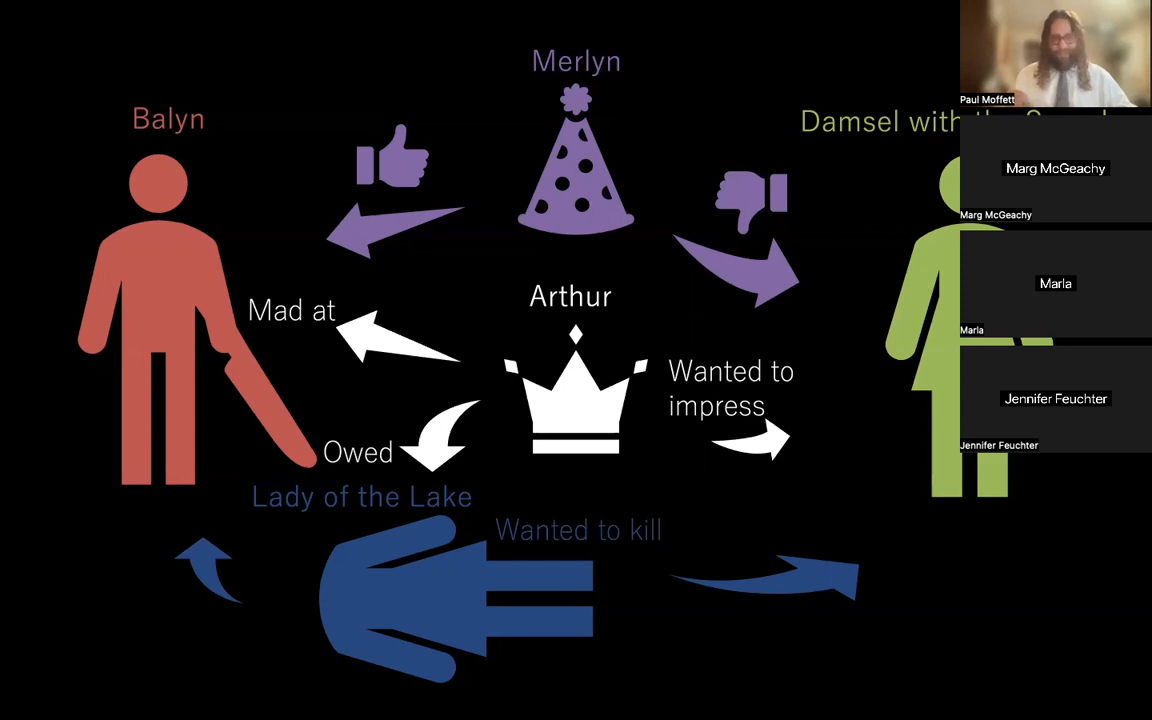 Merlyn
Balyn
Damsel with the
Paul Moffett
Marg McGeachy
Marg McGeachy
Mad at
Arthur
Marla
Marla
Wanted to
impress
Jennifer Feuchter
Jennifer Feuchter
Owed
Lady of the Lake
Wanted to kill